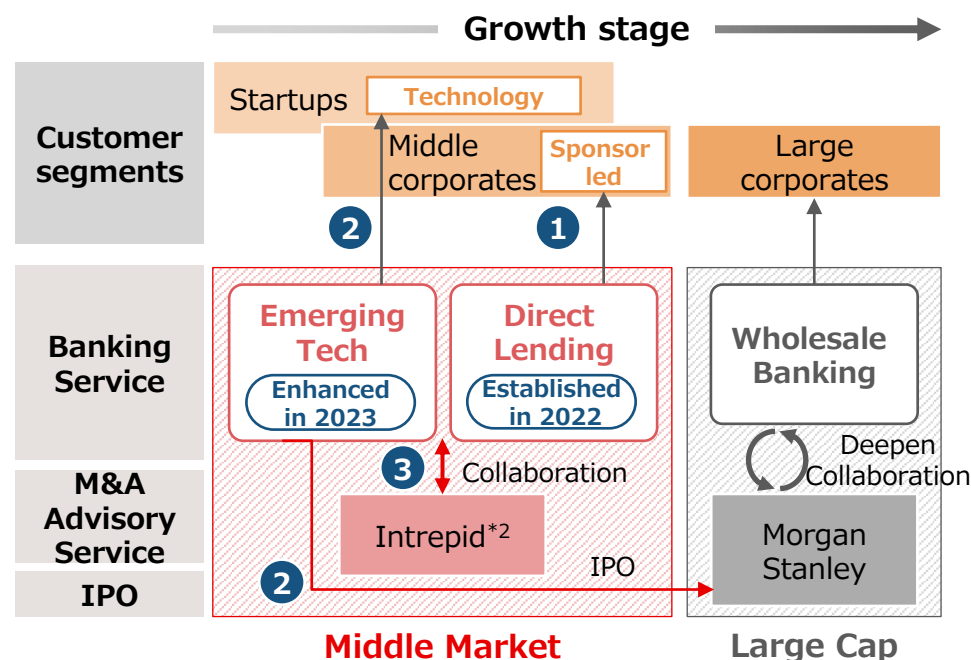 Growth stage
Customer
segments
Startups
Technology
Middle
corporates
Sponsor
led
Large
corporates
2
1
Banking
Service
Emerging
Tech
Enhanced
in 2023
Direct
Lending
Established
in 2022
Wholesale
Banking
3
Collaboration
Deepen
Collaboration
M&A
Advisory
Service
Intrepid*2
Morgan
Stanley
IPO
2
IPO
Middle Market
Large Cap